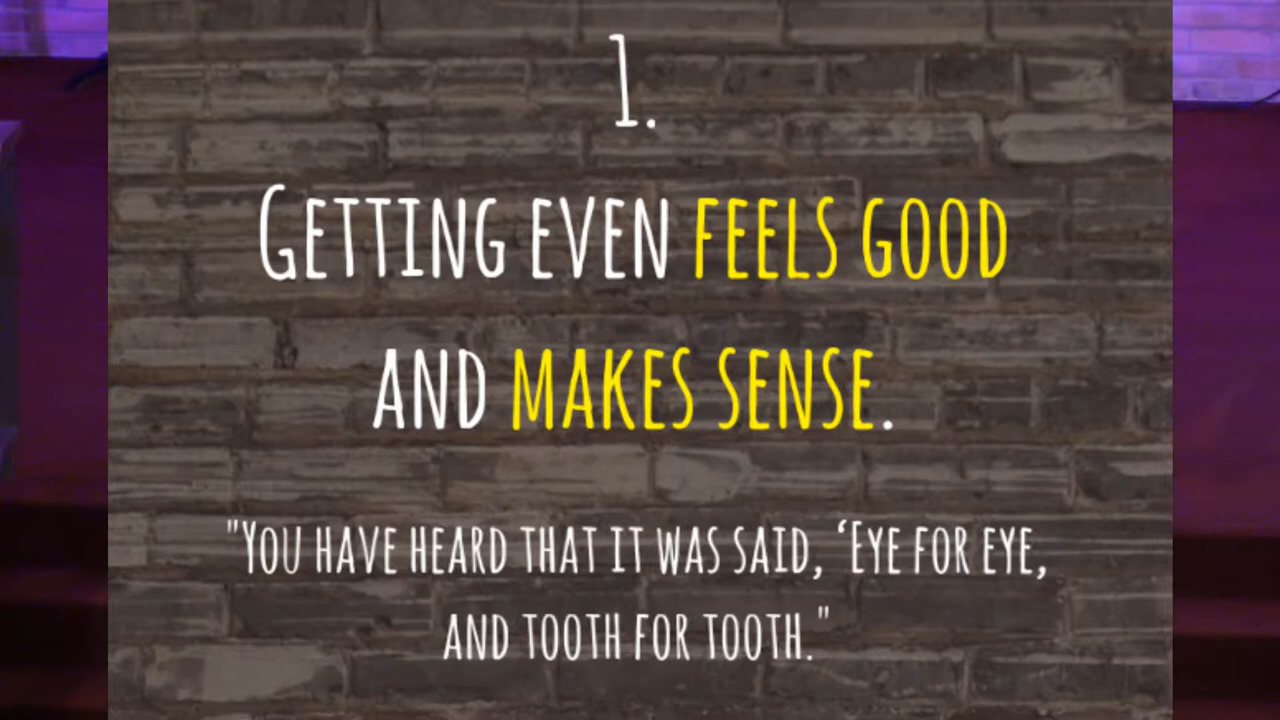 1.
Getting even feels good
and makes sense.
"You have heard that it was said, ‘Eye for eye,
and tooth for tooth."